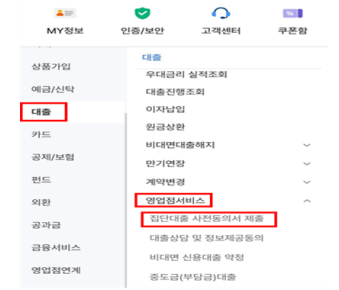 MY정보 인증/보안 고객센터 쿠폰함
상품가입
예금/신탁
대출
카드
공제/보험
펀드
외환
공과금
금융서비스
영업점연계
대출
우대금리 실적조회
대출진행조회
이자납입
원금상환
비대면대출해지
만기연장
계약변경
영업점서비스
집단대출 사전동의서 제출
대출상담 및 정보제공동의
비대면 신용대출 약정
중도금(부담금)대출